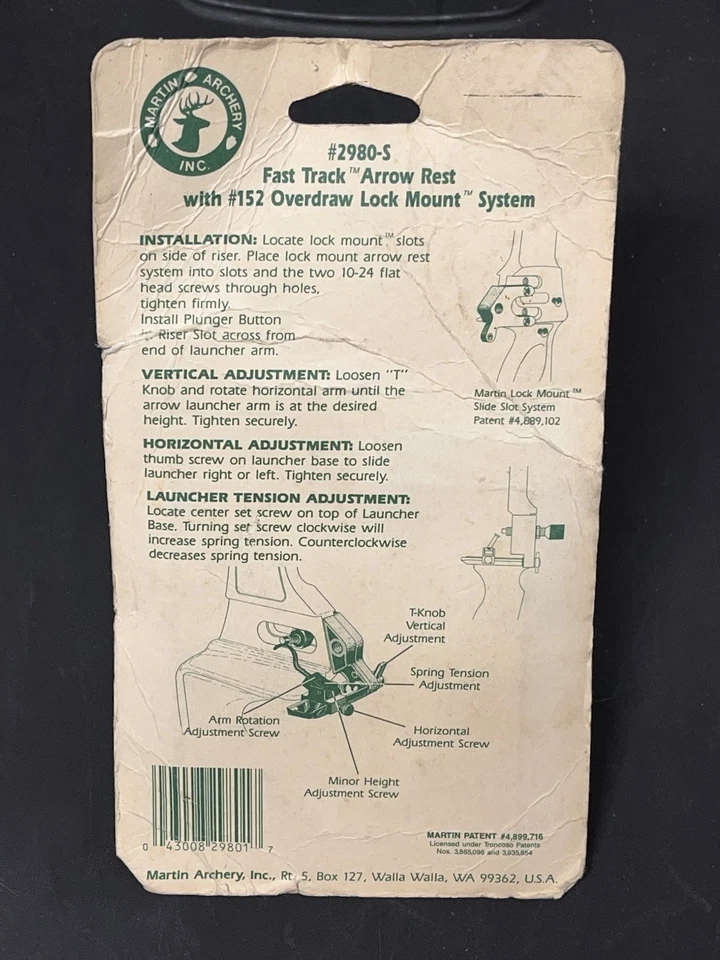 MARTIN ARCHERY
INC.
#2980-S
Fast Track™ Arrow Rest
with #152 Overdraw Lock Mount™ System
INSTALLATION: Locate lock mount™ slots
on side of riser. Place lock mount arrow rest
system into slots and the two 10-24 flat
head screws through holes,
tighten firmly.
Install Plunger Button
Riser Slot across from
end of launcher arm.
VERTICAL ADJUSTMENT: Loosen "T"
Knob and rotate horizontal arm until the
arrow launcher arm is at the desired
height. Tighten securely.
HORIZONTAL ADJUSTMENT: Loosen
thumb screw on launcher base to slide
launcher right or left. Tighten securely.
LAUNCHER TENSION ADJUSTMENT:
Locate center set screw on top of Launcher
Base. Turning set screw clockwise will
increase spring tension. Counterclockwise
decreases spring tension.
Martin Lock Mount™
Slide Slot System
Patent #4,889,102
T-Knob
Vertical
Adjustment
Spring Tension
Adjustment
Arm Rotation
Adjustment Screw
Horizontal
Adjustment Screw
Minor Height
Adjustment Screw
0 43008 29801 7
MARTIN PATENT #4,899,716
Licensed under Troncoso Patents
Nos. 3,865,096 and 3,935,854
Martin Archery, Inc., Rt. 5, Box 127, Walla Walla, WA 99362, U.S.A.